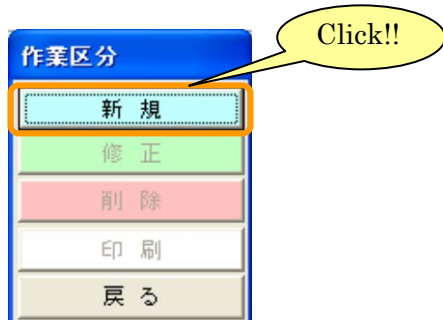 Click!!
作業区分
新 規
修 正
削 除
印 刷
戻 る